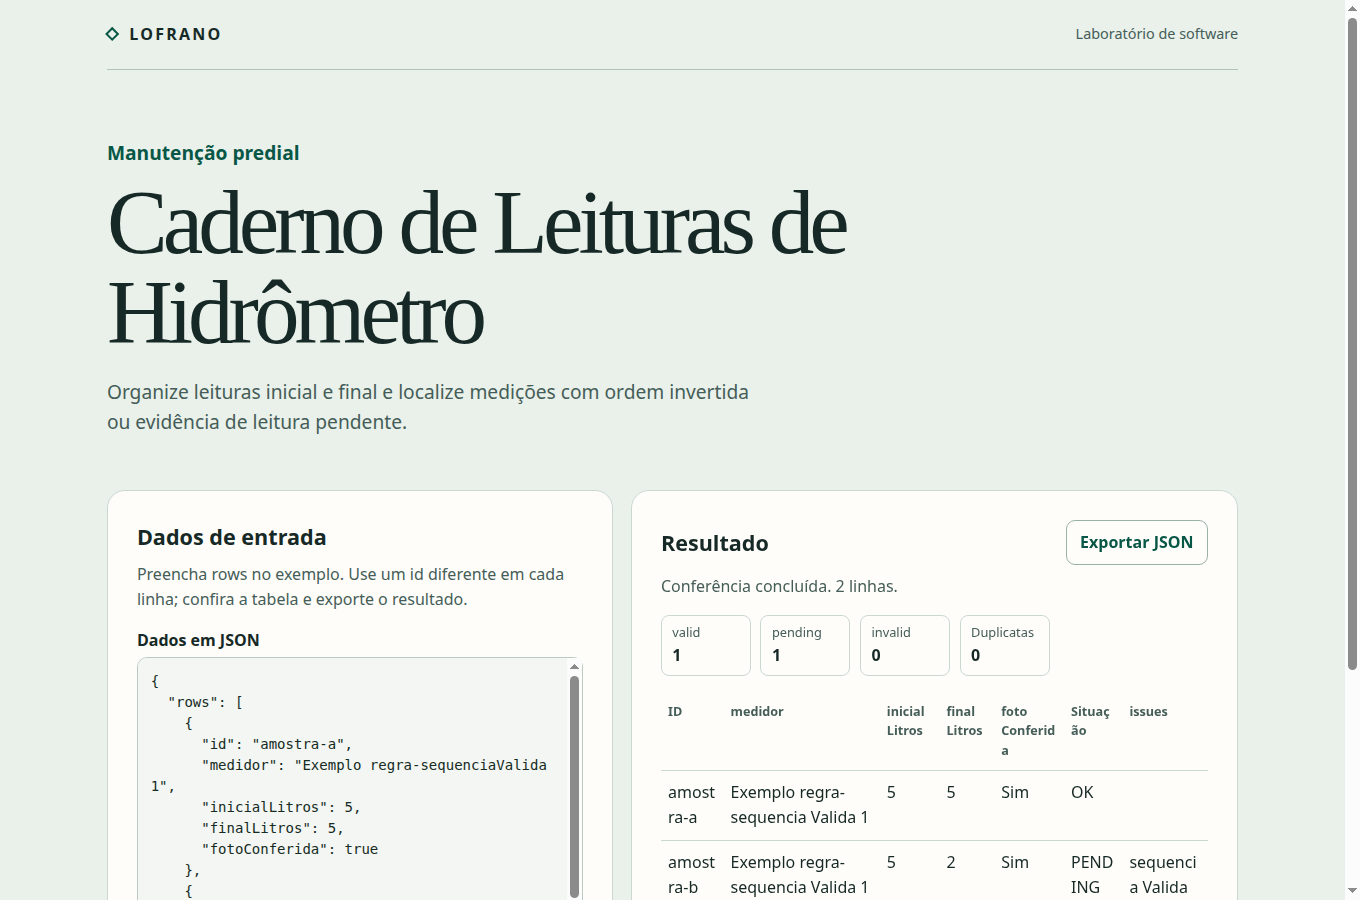 LOFRANO
Laboratório de software
Manutenção predial
Caderno de Leituras de
Hidrômetro
Organize leituras inicial e final e localize medições com ordem invertida
ou evidência de leitura pendente.
Dados de entrada
Preencha rows no exemplo. Use um id diferente em cada
linha; confira a tabela e exporte o resultado.
Dados em JSON
{
"rows": [
{
"id": "amostra-a",
"medidor": "Exemplo regra-sequenciaValida
1",
"inicialLitros": 5,
"finalLitros": 5,
"fotoConferida": true
},
{
Resultado
Exportar JSON
Conferência concluída. 2 linhas.
valid
1
pending
1
invalid
0
Duplicatas
0
ID medidor inicial final foto Situaç issues
Litros Litros Conferid ão
a
amost Exemplo regra- 5 5 Sim OK
ra-a sequencia Valida 1
amost Exemplo regra- 5 2 Sim PEND sequenci
ra-b sequencia Valida 1 ING a Valida